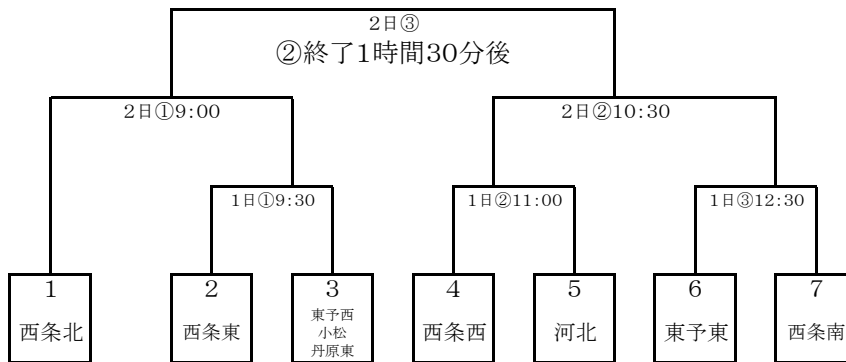 2日③
②終了1時間30分後
2日①9:00
2日②10:30
1日①9:30
1日②11:00
1日③12:30
1
2
3
4
5
6
7
西条北
西条東
東予西
小松
丹原東
西条西
河北
東予東
西条南